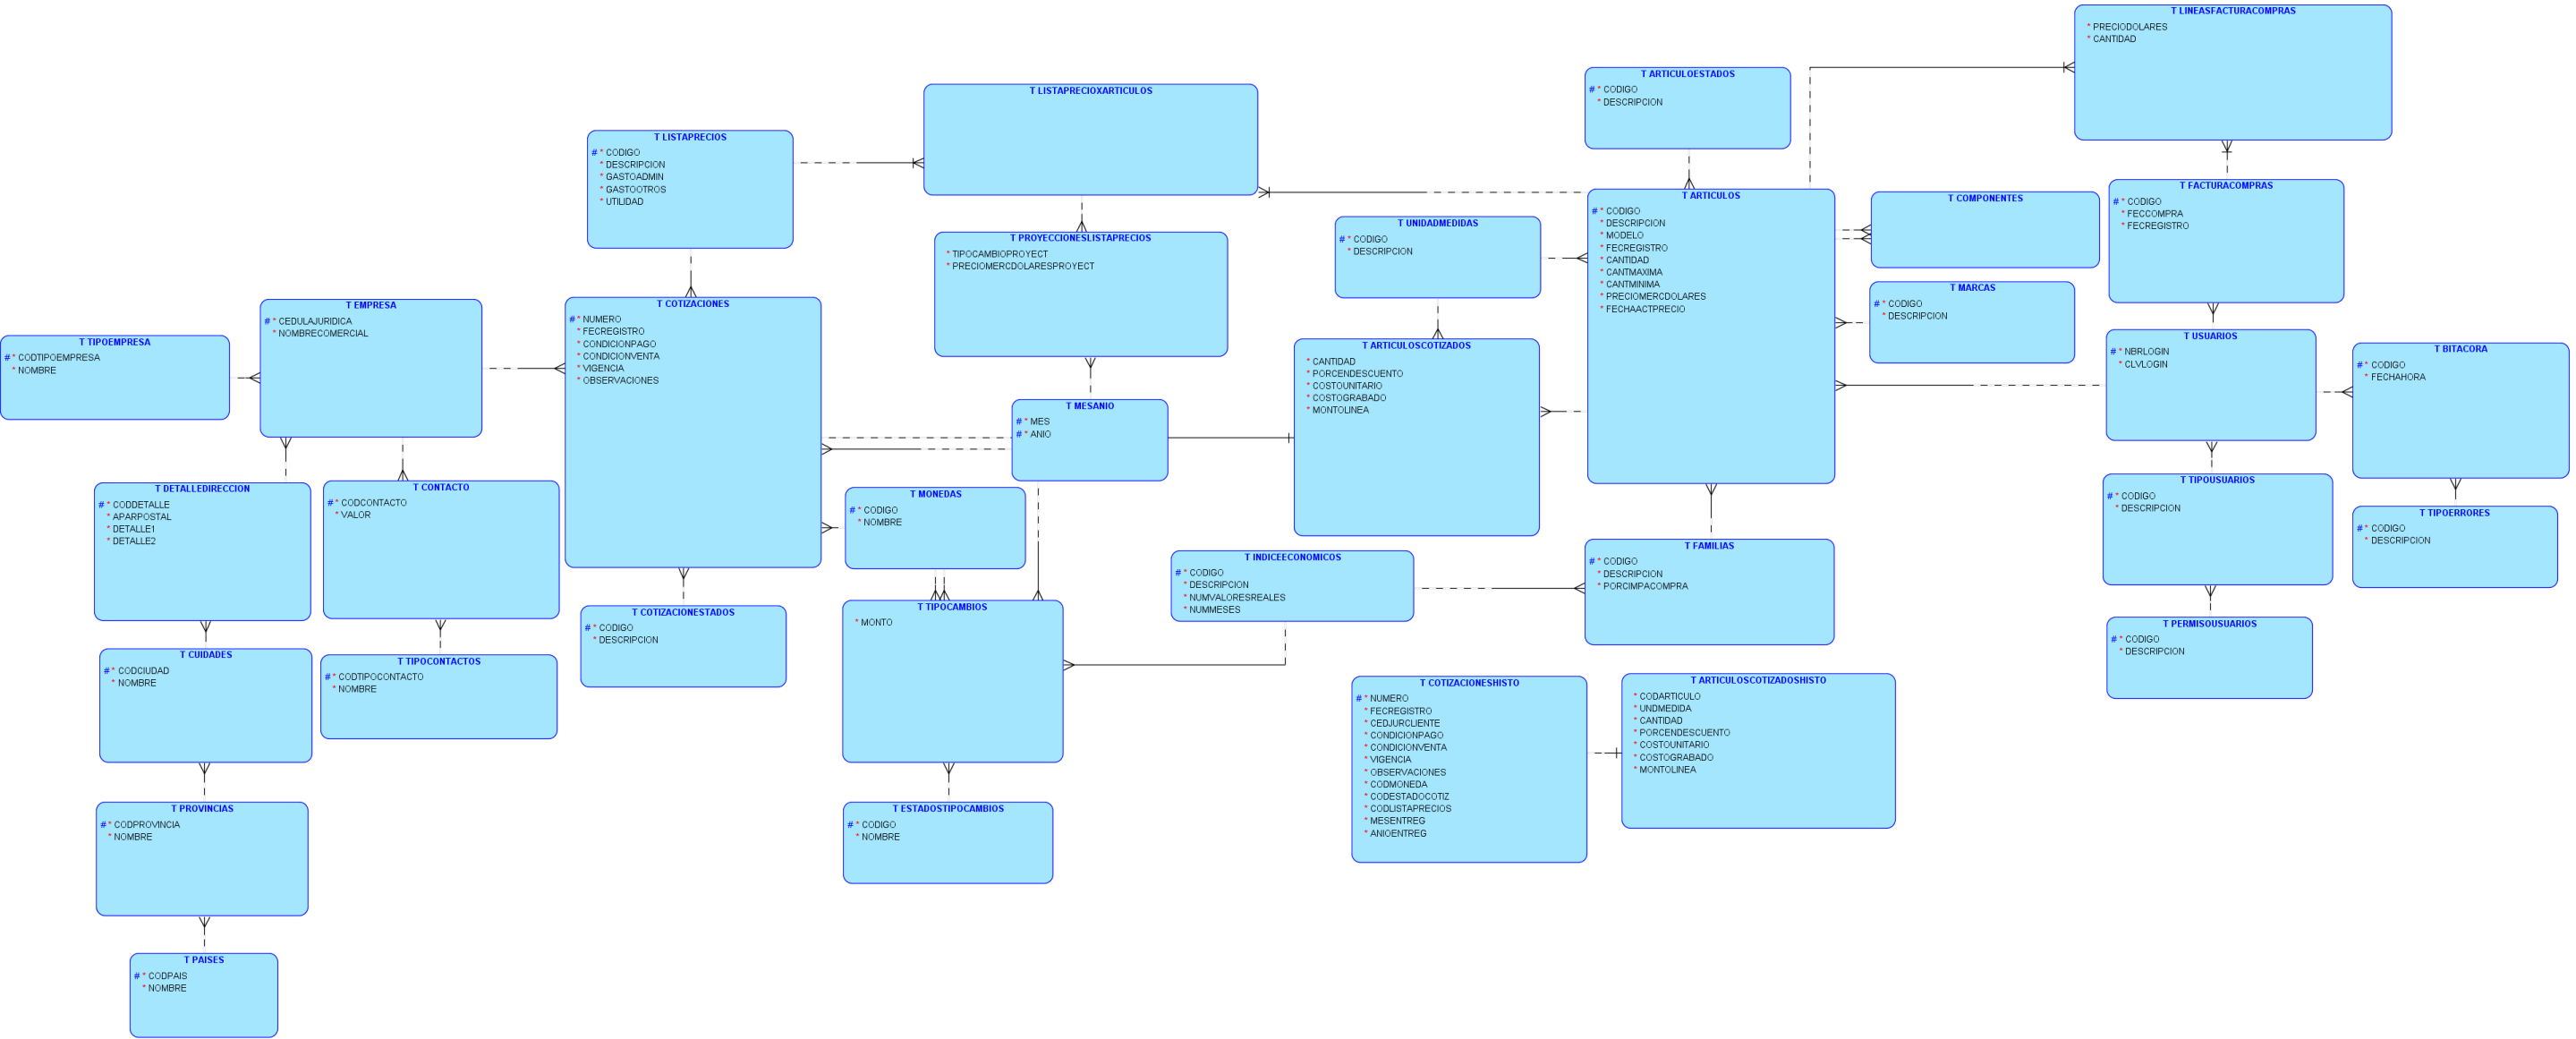 T LINEASFACTURACOMPRAS
* PRECIODOLARES
* CANTIDAD
T ARTICULOESTADOS
# * CODIGO
* DESCRIPCION
T LISTAPRECIOXARTICULOS
T LISTAPRECIOS
# * CODIGO
* DESCRIPCION
* GASTOADMIN
* GASTOOTROS
* UTILIDAD
T FACTURACOMPRAS
# * CODIGO
* FECCOMPRA
* FECREGISTRO
T ARTICULOS
# * CODIGO
* DESCRIPCION
* MODELO
* FECREGISTRO
* CANTIDAD
* CANTMAXIMA
* CANTMINIMA
* PRECIOMERCDOLARES
* FECHAACTPRECIO
T COMPONENTES
T UNIDADMEDIDAS
# * CODIGO
* DESCRIPCION
T PROYECCIONESLISTAPRECIOS
* TIPOCAMBIOPROYECT
* PRECIOMERCDOLARESPROYECT
T MARCAS
# * CODIGO
* DESCRIPCION
T COTIZACIONES
# * NUMERO
* FECREGISTRO
* CONDICIONPAGO
* CONDICIONVENTA
* VIGENCIA
* OBSERVACIONES
T EMPRESA
# * CEDULAJURIDICA
* NOMBRECOMERCIAL
T USUARIOS
# * NBRLOGIN
* CLVLOGIN
T TIPOEMPRESA
# * CODTIPOEMPRESA
* NOMBRE
T ARTICULOSCOTIZADOS
* CANTIDAD
* PORCENDESCUENTO
* COSTOUNITARIO
* COSTOGRABADO
* MONTOLINEA
T BITACORA
# * CODIGO
* FECHAHORA
T MESANIO
# * MES
# * ANIO
T TIPOUSUARIOS
# * CODIGO
* DESCRIPCION
T DETALLEDIRECCION
# * CODDETALLE
* APARPOSTAL
* DETALLE1
* DETALLE2
T CONTACTO
# * CODCONTACTO
* VALOR
T MONEDAS
# * CODIGO
* NOMBRE
T TIPOERRORES
# * CODIGO
* DESCRIPCION
T FAMILIAS
# * CODIGO
* DESCRIPCION
* PORCIMPACOMPRA
T INDICEECONOMICOS
# * CODIGO
* DESCRIPCION
* NUMVALORESREALES
* NUMMESES
T TIPOCAMBIOS
* MONTO
T COTIZACIONESTADOS
# * CODIGO
* DESCRIPCION
T PERMISOUSUARIOS
# * CODIGO
* DESCRIPCION
T CUIDADES
# * CODCIUDAD
* NOMBRE
T TIPOCONTACTOS
# * CODTIPOCONTACTO
* NOMBRE
T COTIZACIONESHISTO
# * NUMERO
* FECREGISTRO
* CEDJURCLIENTE
* CONDICIONPAGO
* CONDICIONVENTA
* VIGENCIA
* OBSERVACIONES
* CODMONEDA
* CODESTADOCOTIZ
* CODLISTAPRECIOS
* MESENTREG
* ANIOENTREG
T ARTICULOSCOTIZADOSHISTO
* CODARTICULO
* UNDMEDIDA
* CANTIDAD
* PORCENDESCUENTO
* COSTOUNITARIO
* COSTOGRABADO
* MONTOLINEA
T PROVINCIAS
# * CODPROVINCIA
* NOMBRE
T ESTADOSTIPOCAMBIOS
# * CODIGO
* NOMBRE
T PAISES
# * CODPAIS
* NOMBRE